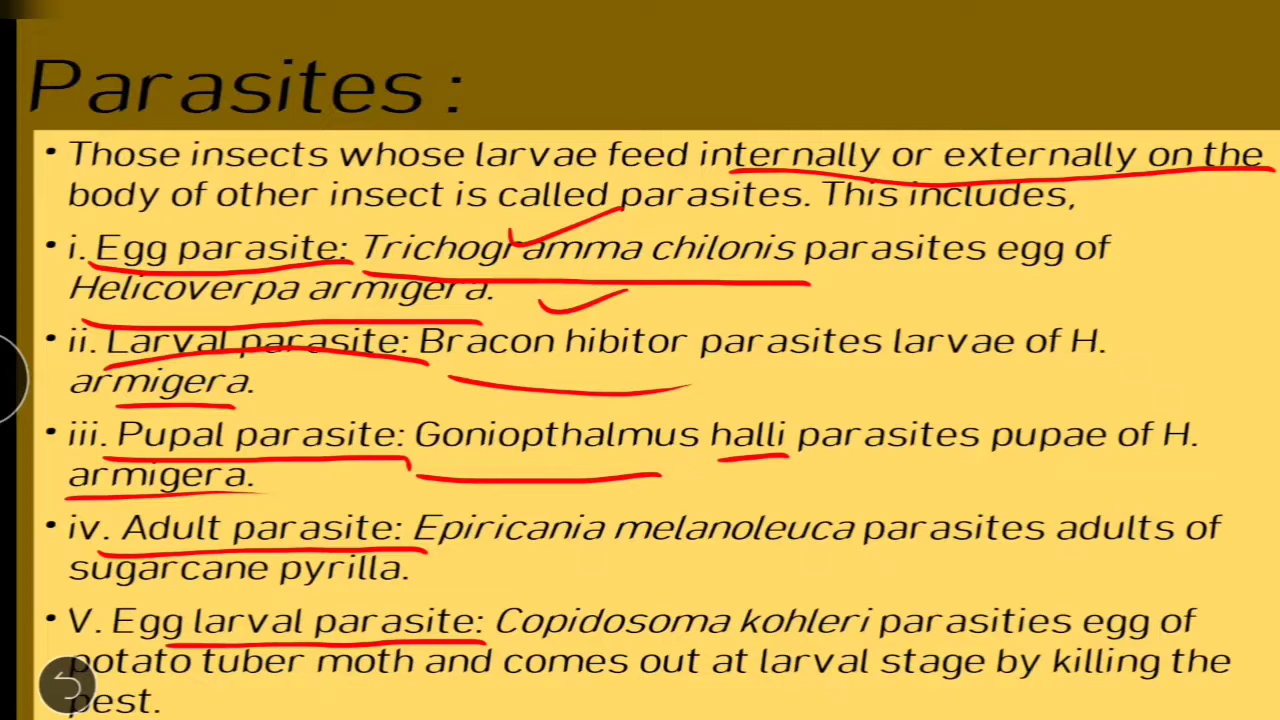 Parasites :
• Those insects whose larvae feed internally or externally on the
body of other insect is called parasites. This includes,
• i. Egg parasite: Trichogramma chilonis parasites egg of
Helicoverpa armigera.
• ii. Larval parasite: Bracon hibitor parasites larvae of H.
armigera.
• iii. Pupal parasite: Goniopthalmus halli parasites pupae of H.
armigera.
• iv. Adult parasite: Epiricania melanoleuca parasites adults of
sugarcane pyrilla.
• V. Egg larval parasite: Copidosoma kohleri parasities egg of
potato tuber moth and comes out at larval stage by killing the
pest.